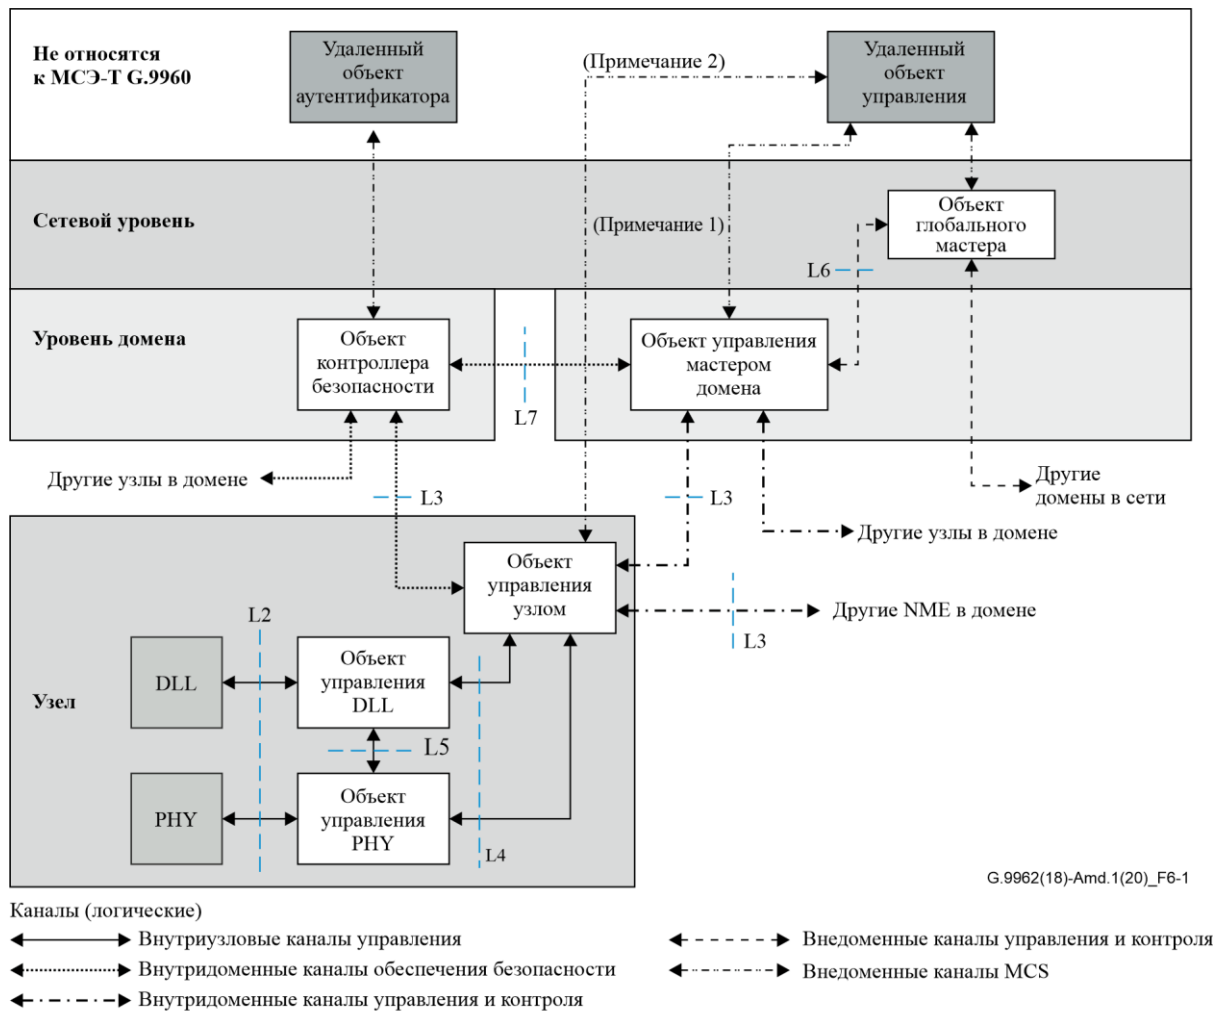 Не относятся
к МСЭ-Т G.9960
Удаленный
объект
аутентификатора
(Примечание 2)
Удаленный
объект
управления
Сетевой уровень
(Примечание 1)
Объект
глобального
мастера
L6
Уровень домена
Объект
контроллера
безопасности
L7
Объект управления
мастером
домена
Другие узлы в домене
L3
L3
Другие
домены в сети
Другие узлы в домене
Объект
управления
узлом
Другие NME в домене
L3
L2
Узел
DLL
Объект
управления
DLL
L5
PHY
Объект
управления
PHY
L4
G.9962(18)-Amd.1(20)_F6-1
Каналы (логические)
Внутриузловые каналы управления
Внутридоменные каналы обеспечения безопасности
Внутридоменные каналы управления и контроля
Внедоменные каналы управления и контроля
Внедоменные каналы MCS